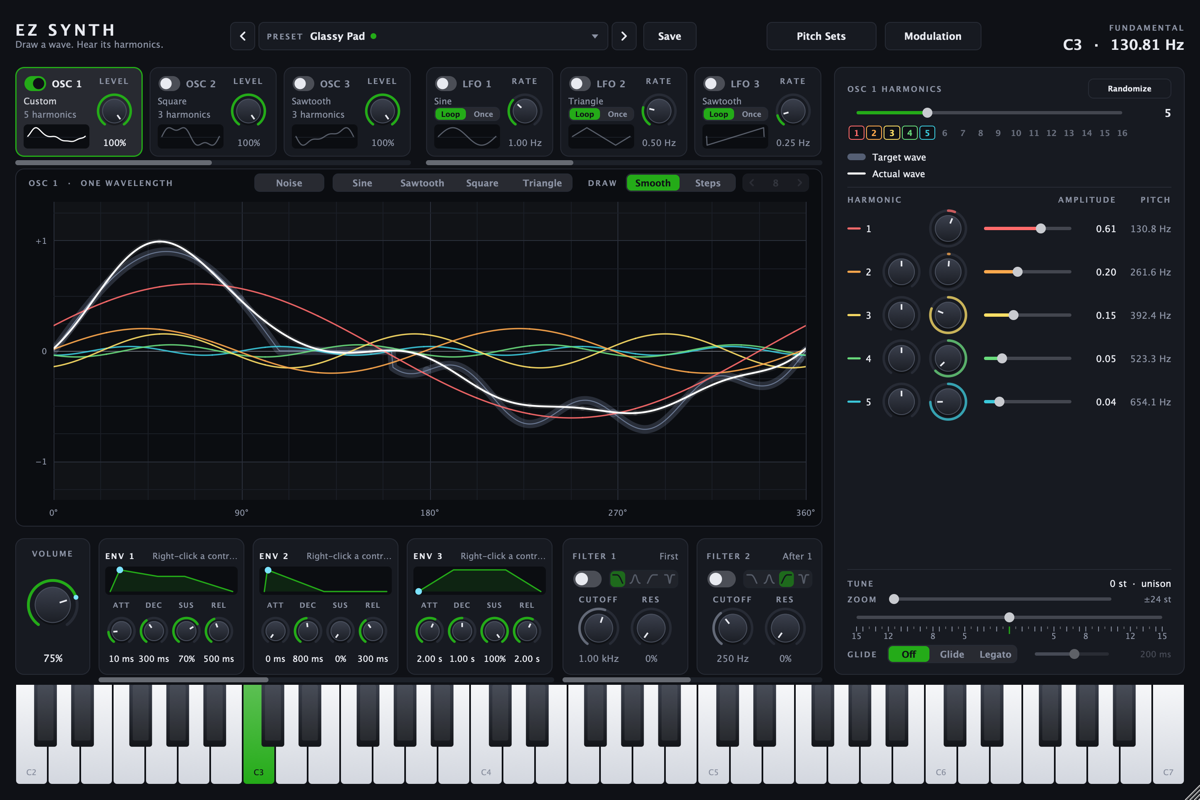 EZ SYNTH
Draw a wave. Hear its harmonics.
PRESET Glassy Pad
Save
Pitch Sets
Modulation
FUNDAMENTAL
C3 · 130.81 Hz
OSC 1 LEVEL
Custom
5 harmonics
100%
OSC 2 LEVEL
Square
3 harmonics
100%
OSC 3 LEVEL
Sawtooth
3 harmonics
100%
LFO 1 RATE
Sine
Loop Once
1.00 Hz
LFO 2 RATE
Triangle
Loop Once
0.50 Hz
LFO 3 RATE
Sawtooth
Loop Once
0.25 Hz
OSC 1 HARMONICS
Randomize
5
1 2 3 4 5 6 7 8 9 10 11 12 13 14 15 16
Target wave
Actual wave
HARMONIC AMPLITUDE PITCH
1 0.61 130.8 Hz
2 0.20 261.6 Hz
3 0.15 392.4 Hz
4 0.05 523.3 Hz
5 0.04 654.1 Hz
OSC 1 · ONE WAVELENGTH
Noise
Sine Sawtooth Square Triangle
DRAW Smooth Steps
8
+1
0
−1
0° 90° 180° 270° 360°
VOLUME
75%
ENV 1 Right-click a contr...
ATT DEC SUS REL
10 ms 300 ms 70% 500 ms
ENV 2 Right-click a contr...
ATT DEC SUS REL
0 ms 800 ms 0% 300 ms
ENV 3 Right-click a contr...
ATT DEC SUS REL
2.00 s 1.00 s 100% 2.00 s
FILTER 1 First
CUTOFF RES
1.00 kHz 0%
FILTER 2 After 1
CUTOFF RES
250 Hz 0%
TUNE 0 st · unison
ZOOM ±24 st
15 12 8 5 5 8 12 15
GLIDE Off Glide Legato 200 ms
C2 C3 C4 C5 C6 C7